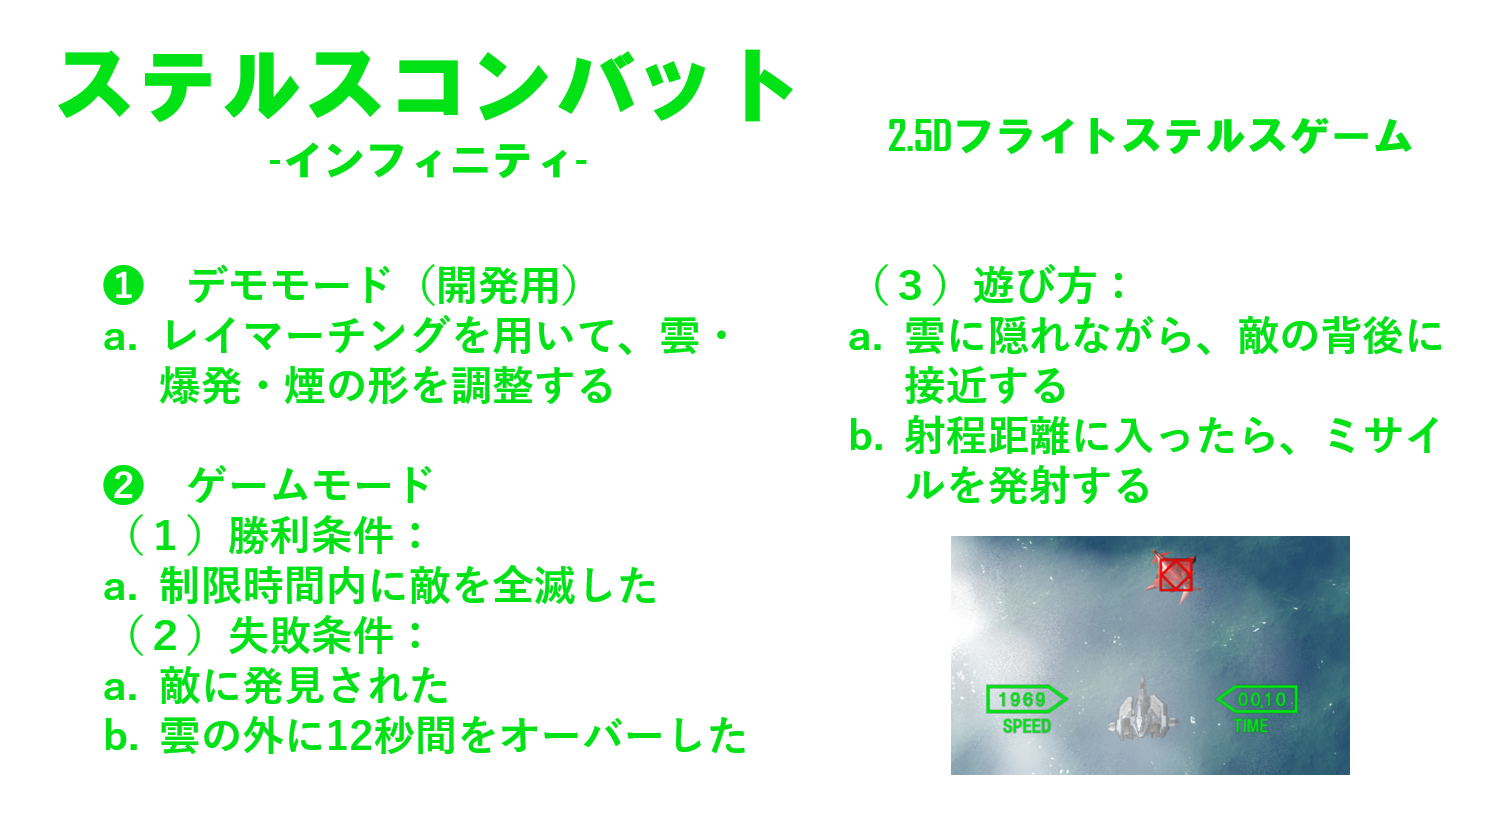 ステルスコンバット
-インフィニティ-
2.5Dフライトステルスゲーム
❶　デモモード（開発用）
a. レイマーチングを用いて、雲・
爆発・煙の形を調整する
❷　ゲームモード
（１）勝利条件：
a. 制限時間内に敵を全滅した
（２）失敗条件：
a. 敵に発見された
b. 雲の外に12秒間をオーバーした
（３）遊び方：
a. 雲に隠れながら、敵の背後に
接近する
b. 射程距離に入ったら、ミサイ
ルを発射する
1969
SPEED
00.10.
TIME